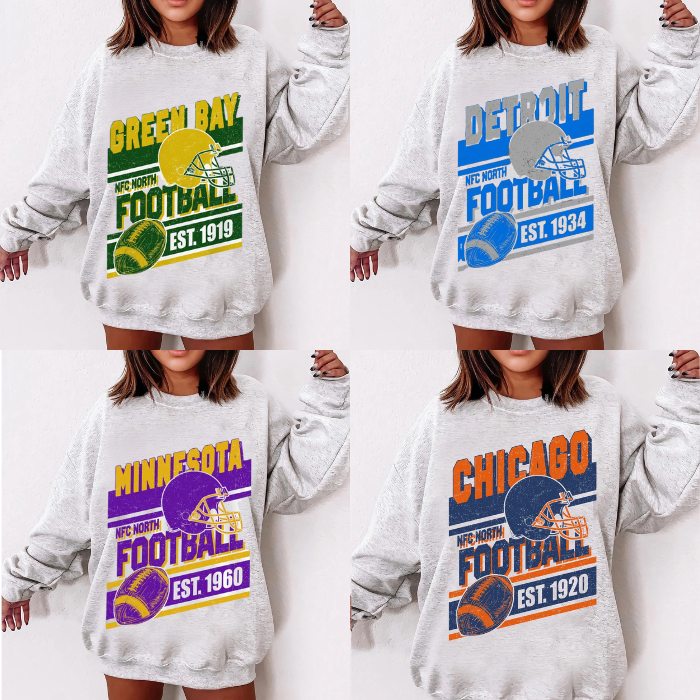 GREEN BAY
NFC NORTH
FOOTBALL
EST. 1919
DETROIT
NFC NORTH
FOOTBALL
EST. 1934
MINNESOTA
NFC NORTH
FOOTBALL
EST. 1960
CHICAGO
NFC NORTH
FOOTBALL
EST. 1920